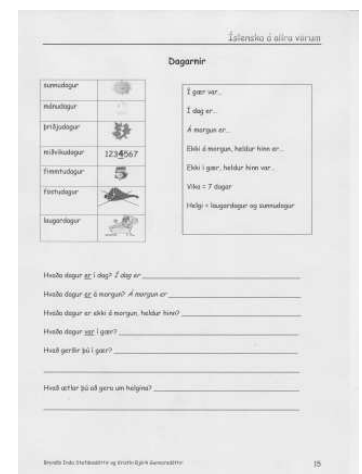 Íslenska á allra vörum
Dagarnir
sunnudagur
mánudagur
þriðjudagur
miðvikudagur 1234567
fimmtudagur 5
föstudagur
laugardagur
Í gær var…
Í dag er…
Á morgun er…
Ekki á morgun, heldur hinn er…
Ekki í gær, heldur hinn var…
Vika = 7 dagar
Helgi = laugardagur og sunnudagur
Hvaða dagur er í dag? Í dag er
Hvaða dagur er á morgun? Á morgun er
Hvaða dagur er ekki á morgun, heldur hinn?
Hvaða dagur var í gær?
Hvað gerðir þú í gær?
Hvað ætlar þú að gera um helgina?
15